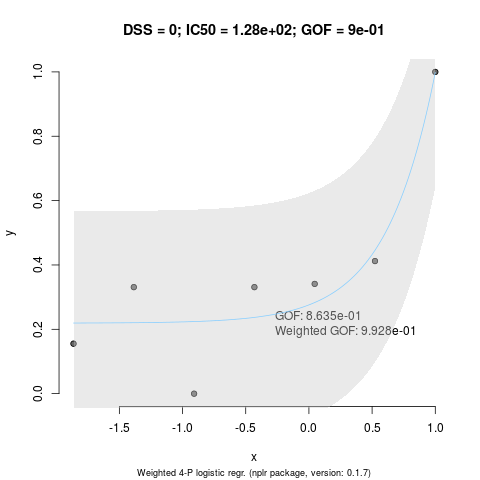 DSS = 0; IC50 = 1.28e+02; GOF = 9e-01
1.0
0.8
0.6
y
0.4
0.2
0.0
GOF: 8.635e-01
Weighted GOF: 9.928e-01
-1.5 -1.0 -0.5 0.0 0.5 1.0
x
Weighted 4-P logistic regr. (nplr package, version: 0.1.7)